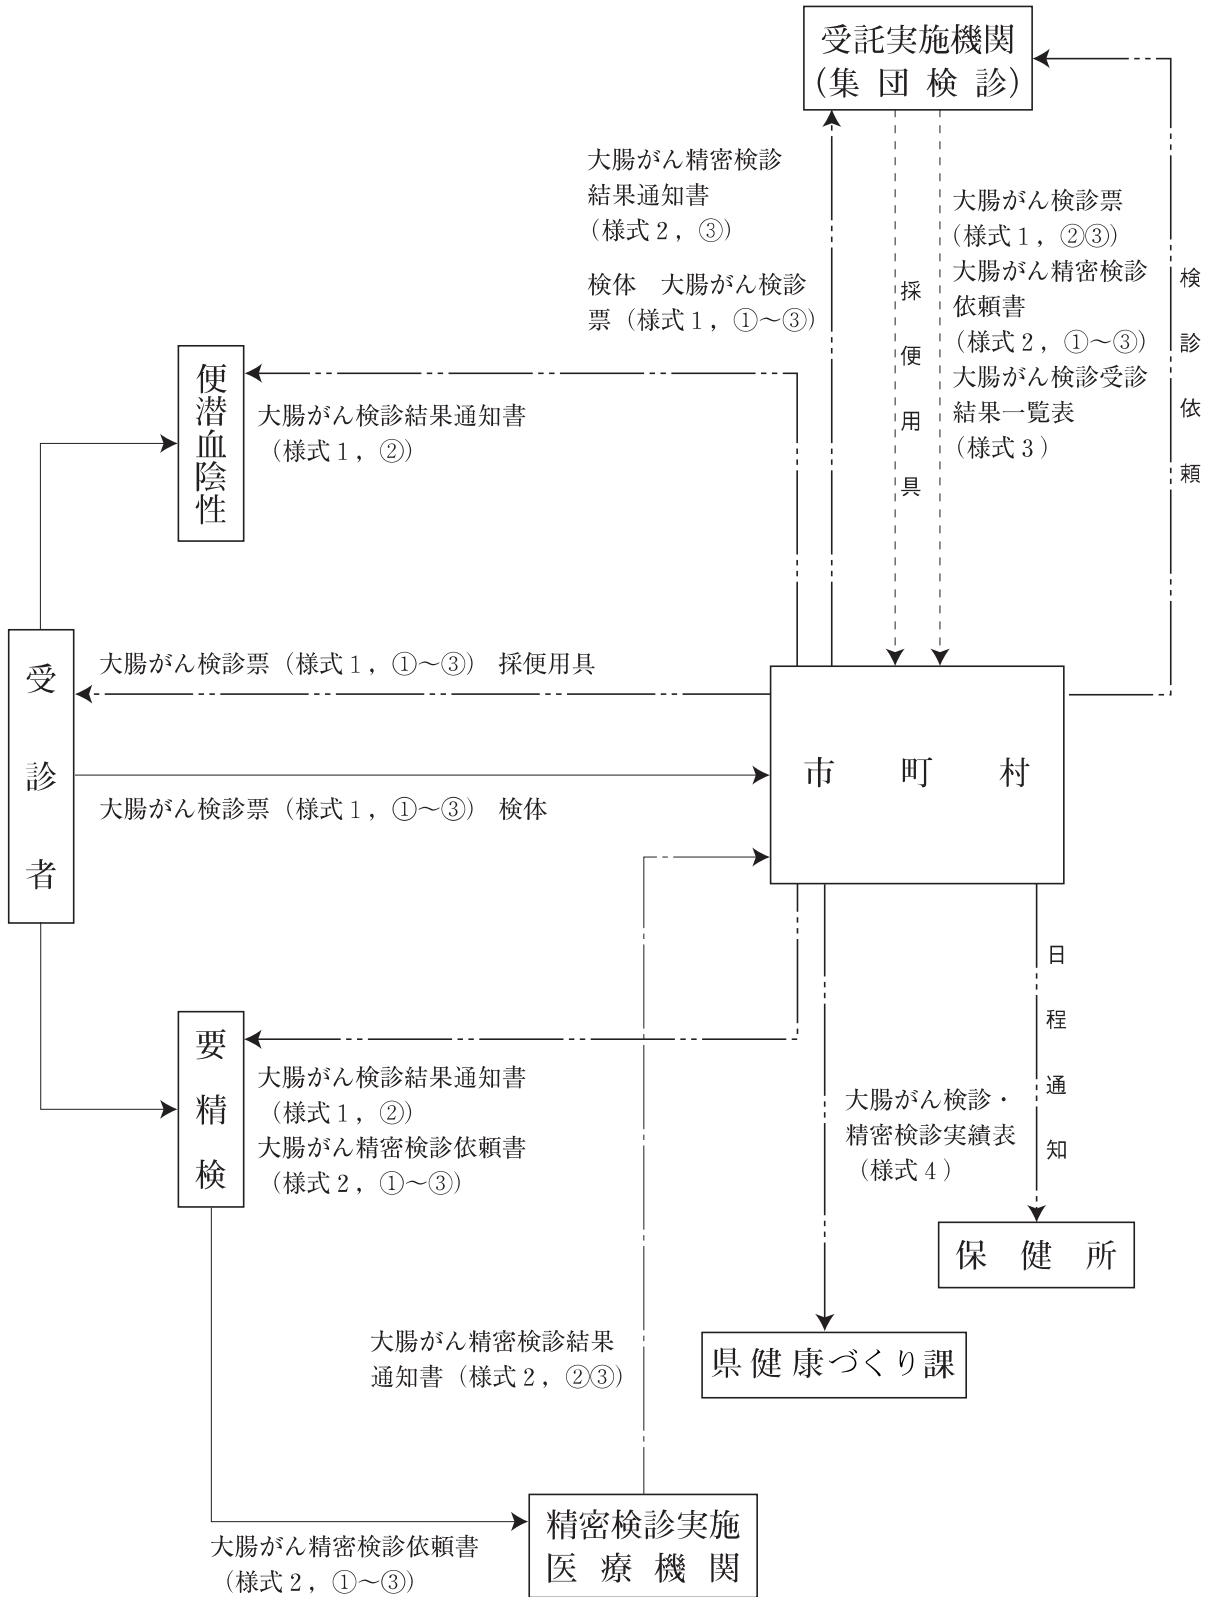 受託実施機関
(集団検診)
大腸がん精密検診
結果通知書
（様式２，③）
検体　大腸がん検診
票（様式１，①～③）
採便用具
大腸がん検診票
（様式１，②③）
大腸がん精密検診
依頼書
（様式２，①～③）
大腸がん検診受診
結果一覧表
（様式３）
検診依頼
便潜血陰性
大腸がん検診結果通知書
（様式１，②）
受診者
大腸がん検診票（様式１，①～③）　採便用具
大腸がん検診票（様式１，①～③）　検体
市町村
要精検
大腸がん検診結果通知書
（様式１，②）
大腸がん精密検診依頼書
（様式２，①～③）
大腸がん検診・
精密検診実績表
（様式４）
日程通知
保健所
県健康づくり課
大腸がん精密検診結果
通知書（様式２，②③）
大腸がん精密検診依頼書
（様式２，①～③）
精密検診実施
医療機関